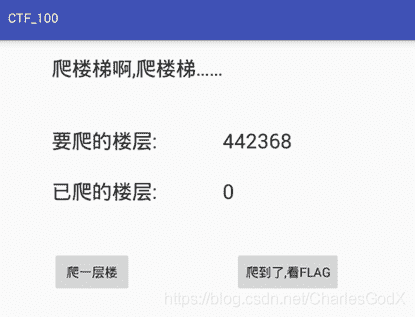 CTF_100
爬楼梯啊,爬楼梯……
要爬的楼层: 442368
已爬的楼层: 0
爬一层楼 爬到了,看FLAG
https://blog.csdn.net/CharlesGodX